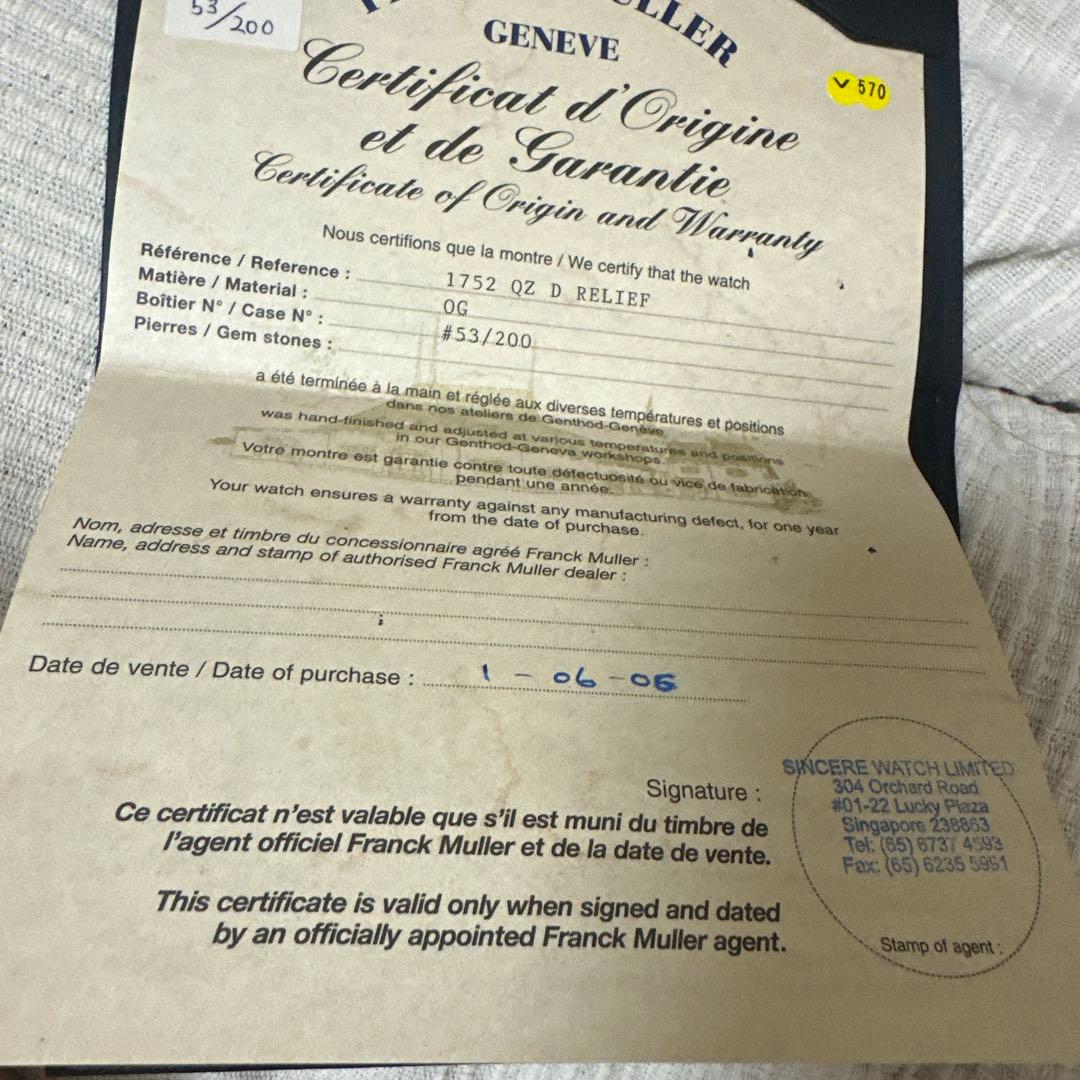 53/200
MULLER
GENEVE
570
Certificat d'Origine
et de Garantie
Certificate of Origin and Warranty
Nous certifions que la montre / We certify that the watch
Référence / Reference : 1752 QZ D RELIEF
Matière / Material : OG
Boîtier N° / Case N° : #53/200
Pierres / Gem stones :
a été terminée à la main et réglée aux diverses températures et positions
dans nos ateliers de Genthod-Genève
was hand-finished and adjusted at various temperatures and positions
in our Genthod-Geneva workshops.
Votre montre est garantie contre toute défectuosité ou vice de fabrication
pendant une année.
Your watch ensures a warranty against any manufacturing defect, for one year
from the date of purchase.
Nom, adresse et timbre du concessionnaire agréé Franck Muller :
Name, address and stamp of authorised Franck Muller dealer :
Date de vente / Date of purchase : 1 - 06 - 06
Signature :
Ce certificat n'est valable que s'il est muni du timbre de
l'agent officiel Franck Muller et de la date de vente.
This certificate is valid only when signed and dated
by an officially appointed Franck Muller agent.
SINCERE WATCH LIMITED
304 Orchard Road
#01-22 Lucky Plaza
Singapore 238863
Tel: (65) 6737 4593
Fax: (65) 6235 5951
Stamp of agent :